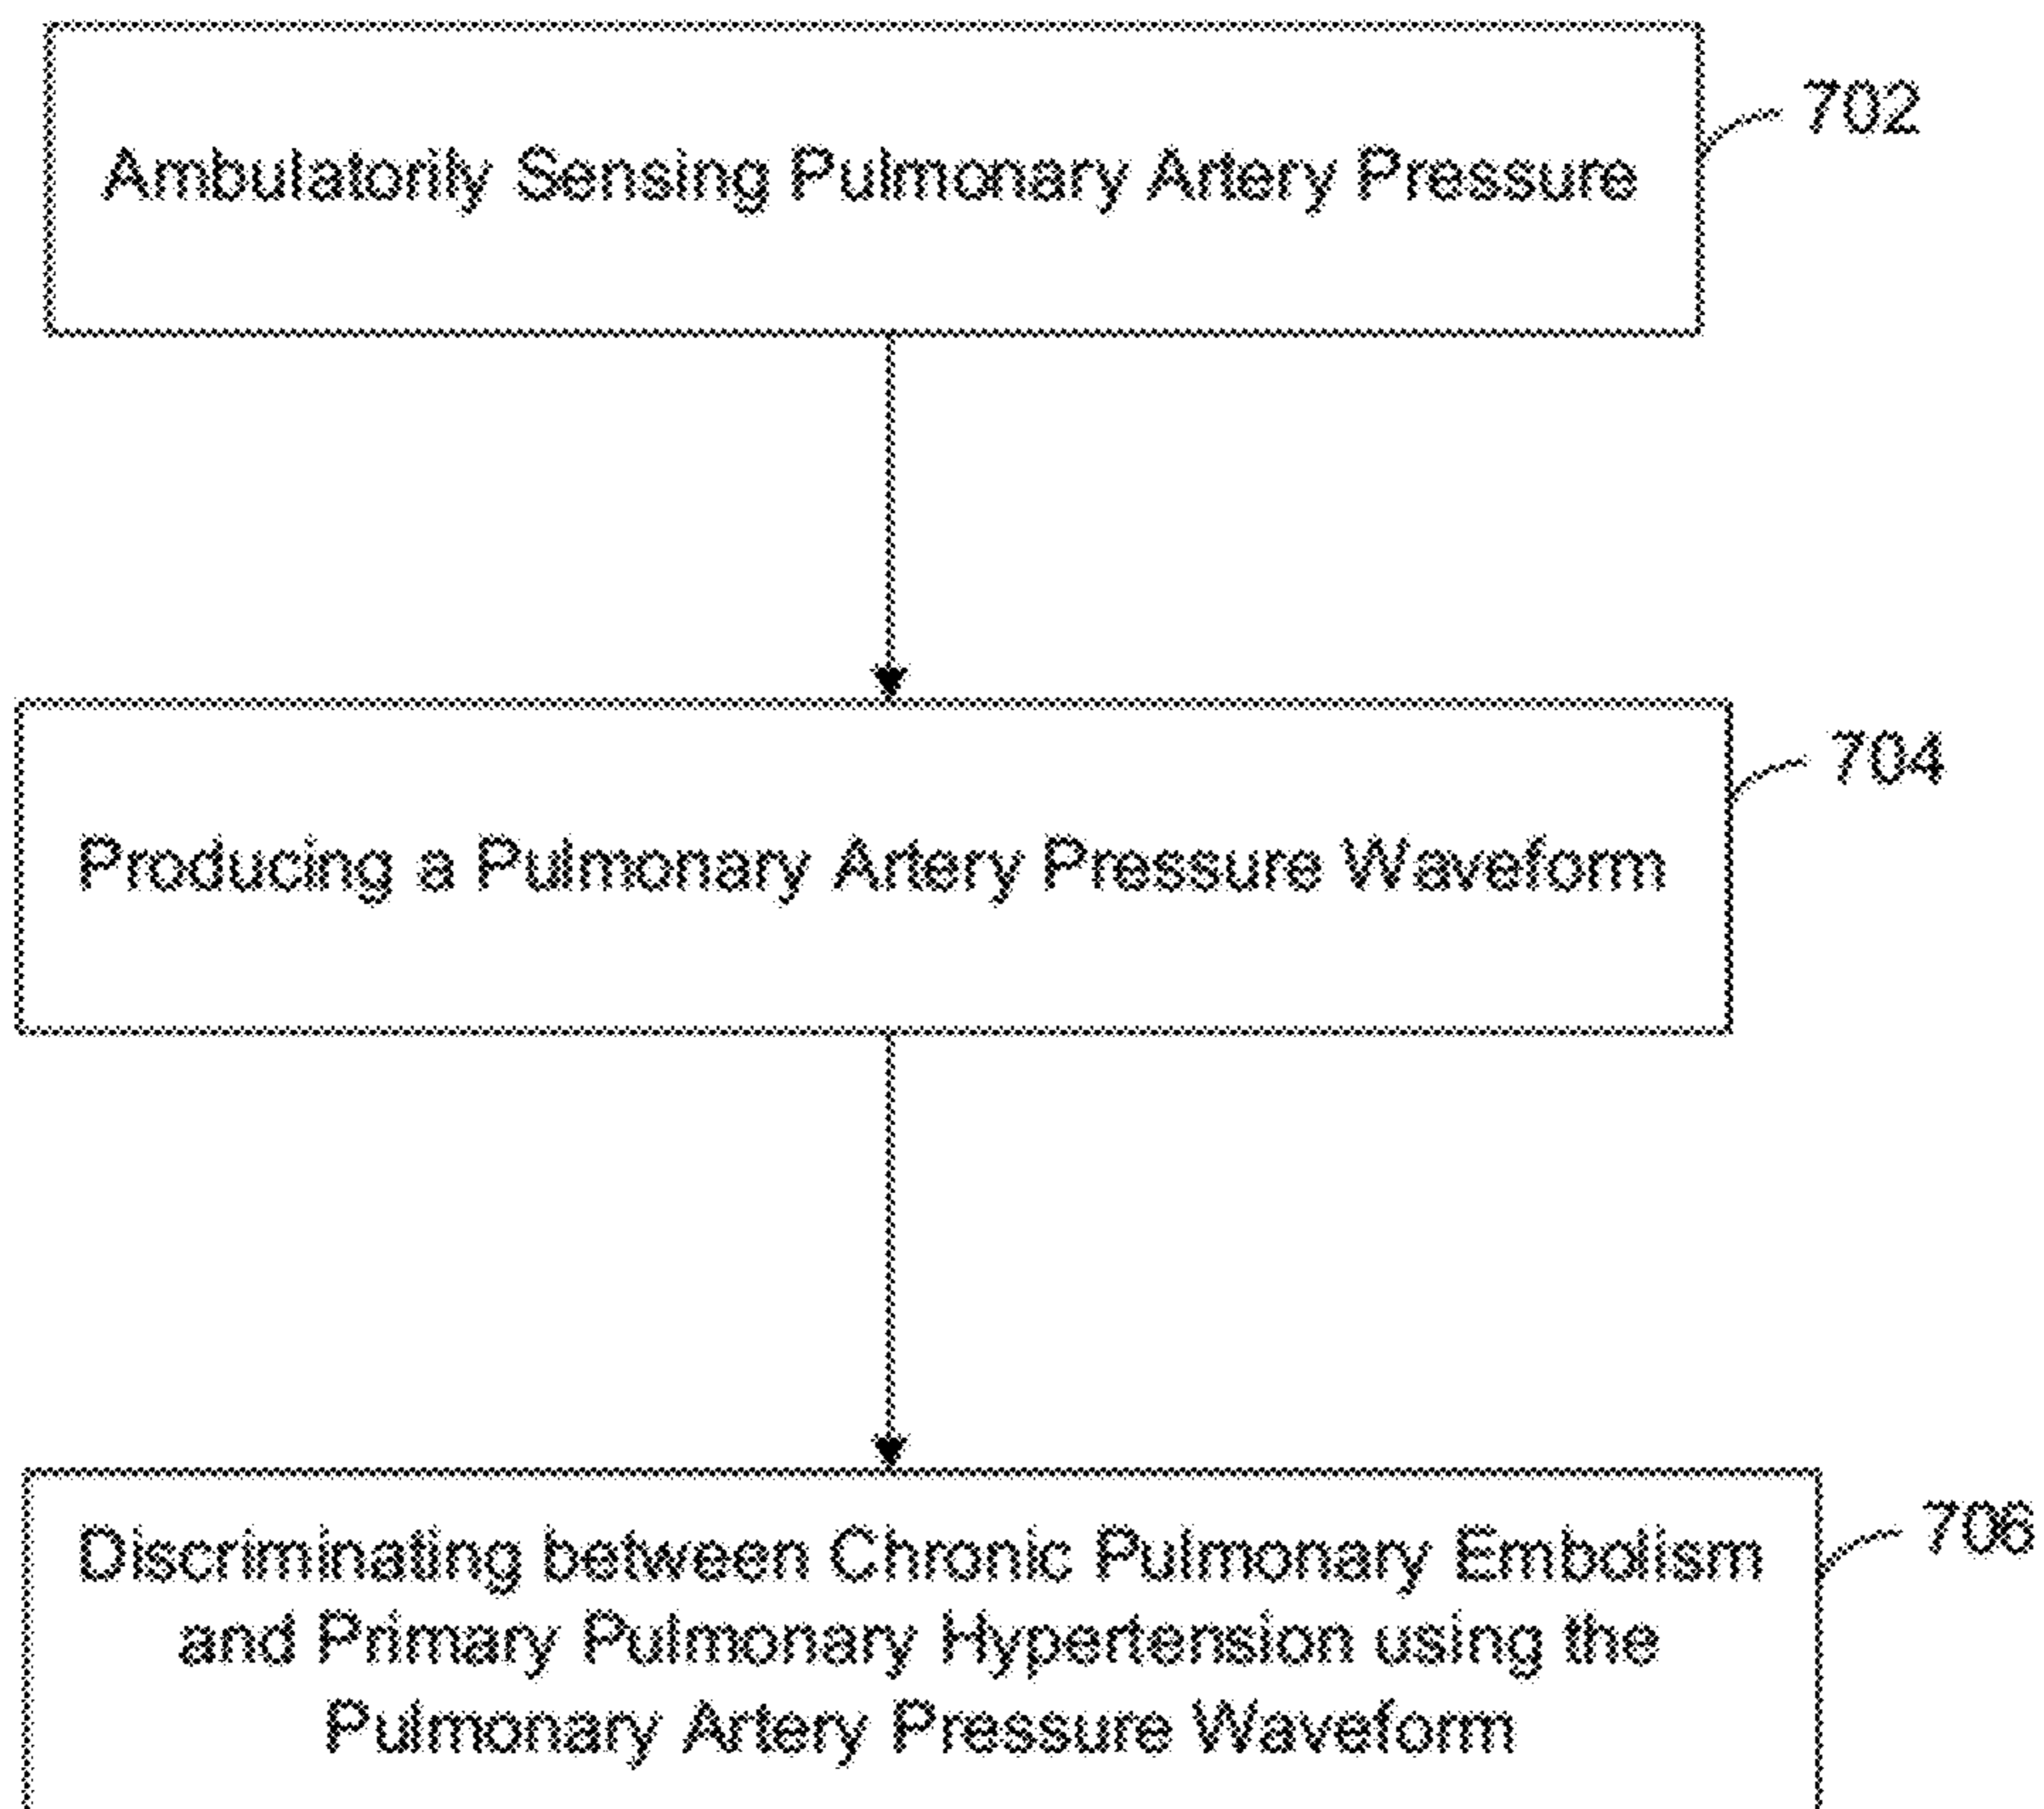 702
Ambulatorily Sensing Pulmonary Artery Pressure
704
Producing a Pulmonary Artery Pressure Waveform
706
Discriminating between Chronic Pulmonary Embolism
and Primary Pulmonary Hypertension using the
Pulmonary Artery Pressure Waveform